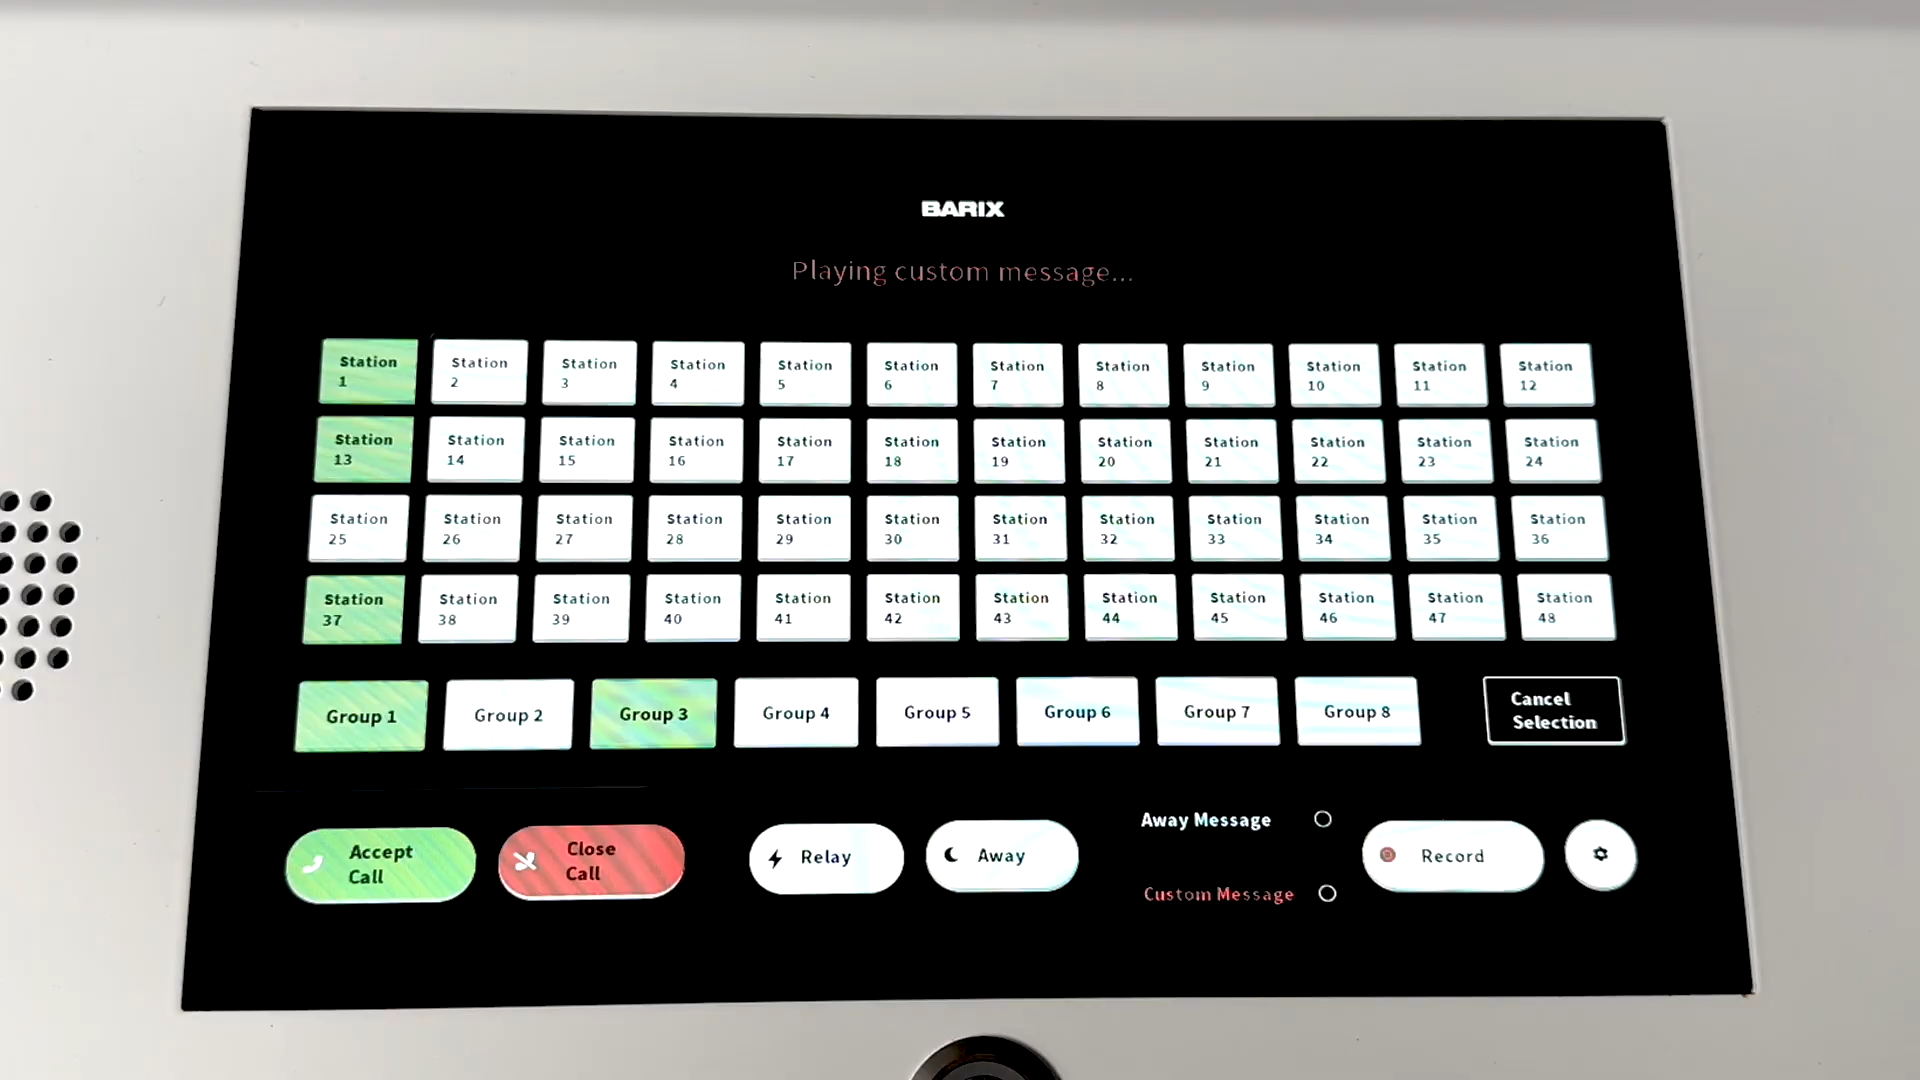 BARIX
Playing custom message...
Station 1
Station 2
Station 3
Station 4
Station 5
Station 6
Station 7
Station 8
Station 9
Station 10
Station 11
Station 12
Station 13
Station 14
Station 15
Station 16
Station 17
Station 18
Station 19
Station 20
Station 21
Station 22
Station 23
Station 24
Station 25
Station 26
Station 27
Station 28
Station 29
Station 30
Station 31
Station 32
Station 33
Station 34
Station 35
Station 36
Station 37
Station 38
Station 39
Station 40
Station 41
Station 42
Station 43
Station 44
Station 45
Station 46
Station 47
Station 48
Group 1
Group 2
Group 3
Group 4
Group 5
Group 6
Group 7
Group 8
Cancel
Selection
Accept
Call
Close
Call
Relay
Away
Away Message
Custom Message
Record